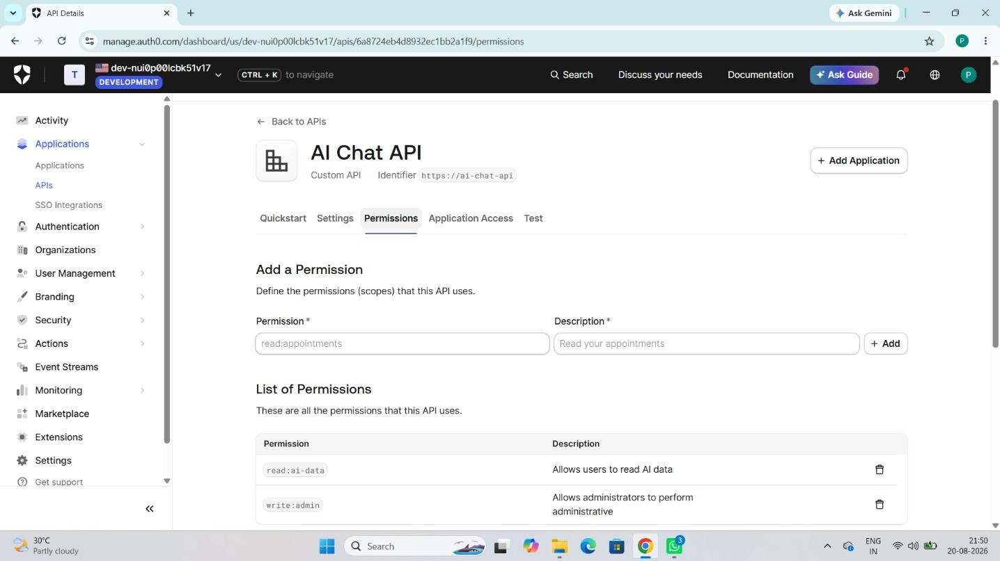 API Details
Ask Gemini
manage.auth0.com/dashboard/us/dev-nui0p00lcbk51v17/apis/6a8724eb4d8932ec1bb2a1f9/permissions
P
T
dev-nui0p00lcbk51v17
DEVELOPMENT
CTRL + K to navigate
Search
Discuss your needs
Documentation
Ask Guide
P
Activity
Applications
Applications
APIs
SSO Integrations
Authentication
Organizations
User Management
Branding
Security
Actions
Event Streams
Monitoring
Marketplace
Extensions
Settings
Get support
Back to APIs
AI Chat API
Custom API Identifier https://ai-chat-api
+ Add Application
Quickstart Settings Permissions Application Access Test
Add a Permission
Define the permissions (scopes) that this API uses.
Permission * Description *
read:appointments Read your appointments + Add
List of Permissions
These are all the permissions that this API uses.
Permission Description
read:ai-data Allows users to read AI data
write:admin Allows administrators to perform
administrative
30°C
Partly cloudy
Search
3
ENG
IN
21:50
20-08-2026